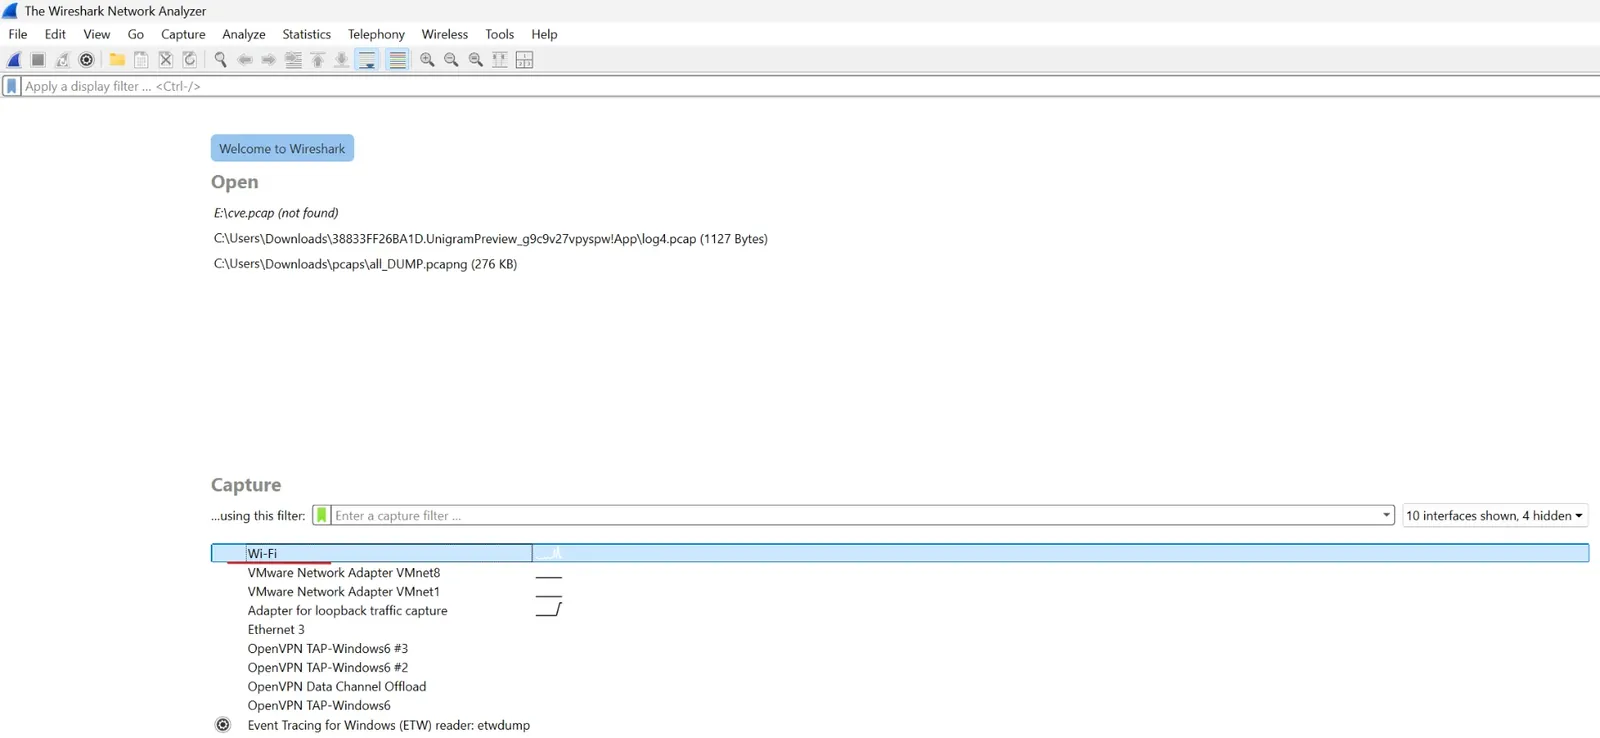 The Wireshark Network Analyzer
File Edit View Go Capture Analyze Statistics Telephony Wireless Tools Help
Apply a display filter ... <Ctrl-/>
Welcome to Wireshark
Open
E:\cve.pcap (not found)
C:\Users\Downloads\38833FF26BA1D.UnigramPreview_g9c9v27vpyspw!App\log4.pcap (1127 Bytes)
C:\Users\Downloads\pcaps\all_DUMP.pcapng (276 KB)
Capture
...using this filter: Enter a capture filter ... 10 interfaces shown, 4 hidden
Wi-Fi
VMware Network Adapter VMnet8
VMware Network Adapter VMnet1
Adapter for loopback traffic capture
Ethernet 3
OpenVPN TAP-Windows6 #3
OpenVPN TAP-Windows6 #2
OpenVPN Data Channel Offload
OpenVPN TAP-Windows6
Event Tracing for Windows (ETW) reader: etwdump